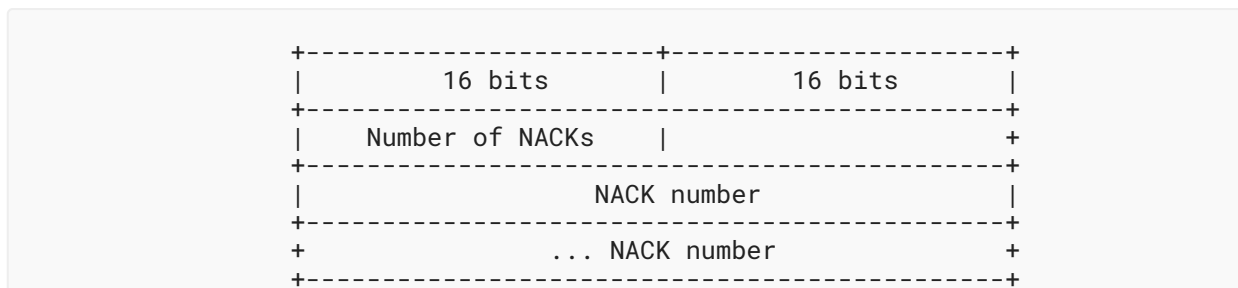 +-----------------------+----------------------+
|          16 bits       |        16 bits       |
+----------------------------------------------+
|    Number of NACKs    |                      +
+----------------------------------------------+
|                   NACK number                |
+----------------------------------------------+
+                ... NACK number               +
+----------------------------------------------+